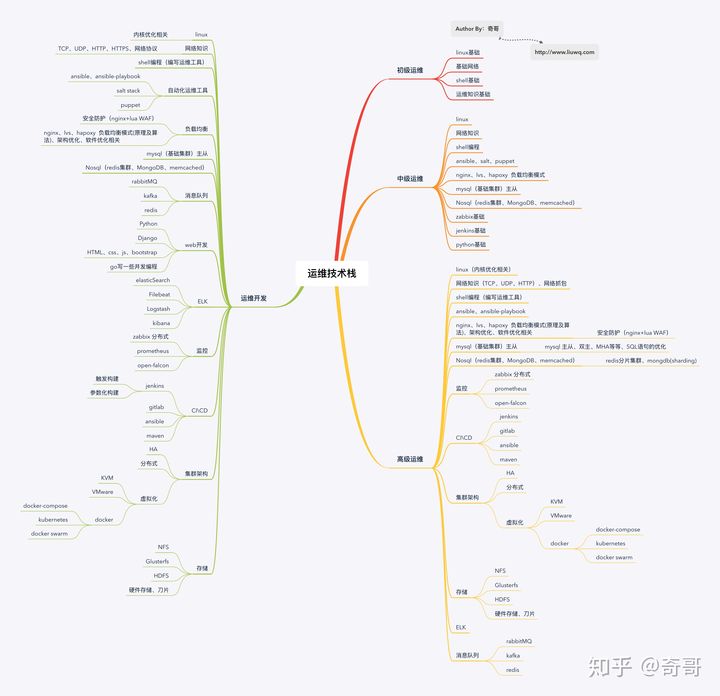 Author By：奇哥
http://www.liuwq.com
运维技术栈
初级运维
linux基础
基础网络
shell基础
运维知识基础
中级运维
linux
网络知识
shell编程
ansible、salt、puppet
nginx、lvs、hapoxy 负载均衡模式
mysql（基础集群）主从
Nosql（redis集群、MongoDB、memcached）
zabbix基础
jenkins基础
python基础
高级运维
linux（内核优化相关）
网络知识（TCP、UDP、HTTP）、网络抓包
shell编程（编写运维工具）
ansible、ansible-playbook
nginx、lvs、hapoxy 负载均衡模式(原理及算
法）、架构优化、软件优化相关
安全防护（nginx+lua WAF）
mysql（基础集群）主从
mysql 主从、双主、MHA等等、SQL语句的优化
Nosql（redis集群、MongoDB、memcached）
redis分片集群、mongdb(sharding)
监控
zabbix 分布式
prometheus
open-falcon
CI\CD
jenkins
gitlab
ansible
maven
集群架构
HA
分布式
虚拟化
KVM
VMware
docker
docker-compose
kubernetes
docker swarm
存储
NFS
Glusterfs
HDFS
硬件存储、刀片
ELK
消息队列
rabbitMQ
kafka
redis
运维开发
linux
内核优化相关
网络知识
TCP、UDP、HTTP、HTTPS、网络协议
shell编程（编写运维工具）
自动化运维工具
ansible、ansible-playbook
salt stack
puppet
负载均衡
安全防护（nginx+lua WAF）
nginx、lvs、hapoxy 负载均衡模式(原理及算
法）、架构优化、软件优化相关
mysql（基础集群）主从
Nosql（redis集群、MongoDB、memcached）
消息队列
rabbitMQ
kafka
redis
web开发
Python
Django
HTML、css、js、bootstrap
go写一些并发编程
ELK
elasticSearch
Filebeat
Logstash
kibana
监控
zabbix 分布式
prometheus
open-falcon
CI\CD
jenkins
触发构建
参数化构建
gitlab
ansible
maven
集群架构
HA
分布式
虚拟化
KVM
VMware
docker
docker-compose
kubernetes
docker swarm
存储
NFS
Glusterfs
HDFS
硬件存储、刀片
知乎 @奇哥